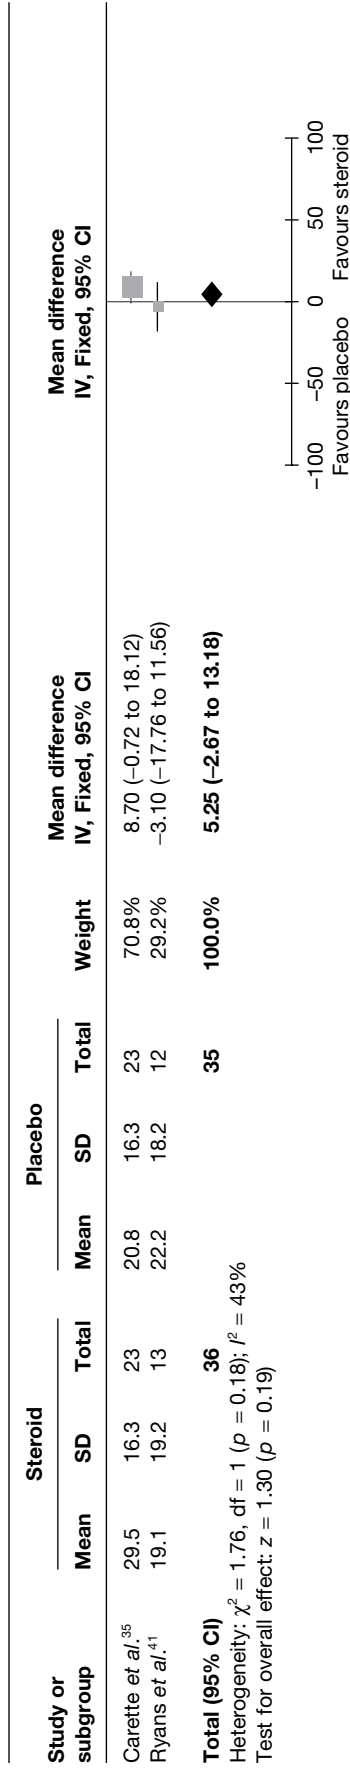 Steroid Placebo Mean difference Mean difference
Study or subgroup Mean SD Total Mean SD Total Weight IV, Fixed, 95% CI IV, Fixed, 95% CI
Carette et al.35 29.5 16.3 23 20.8 16.3 23 70.8% 8.70 (−0.72 to 18.12)
Ryans et al.41 19.1 19.2 13 22.2 18.2 12 29.2% −3.10 (−17.76 to 11.56)
Total (95% CI) 36 35 100.0% 5.25 (−2.67 to 13.18)
Heterogeneity: χ² = 1.76, df = 1 (p = 0.18); I² = 43%
Test for overall effect: z = 1.30 (p = 0.19)
−100 −50 0 50 100
Favours placebo Favours steroid